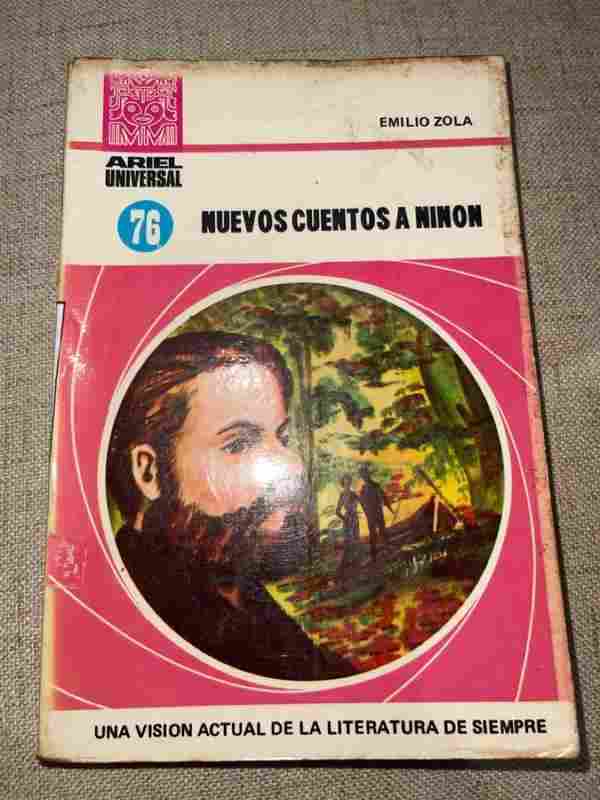 EMILIO ZOLA
ARIEL
UNIVERSAL
76
NUEVOS CUENTOS A NINON
UNA VISION ACTUAL DE LA LITERATURA DE SIEMPRE